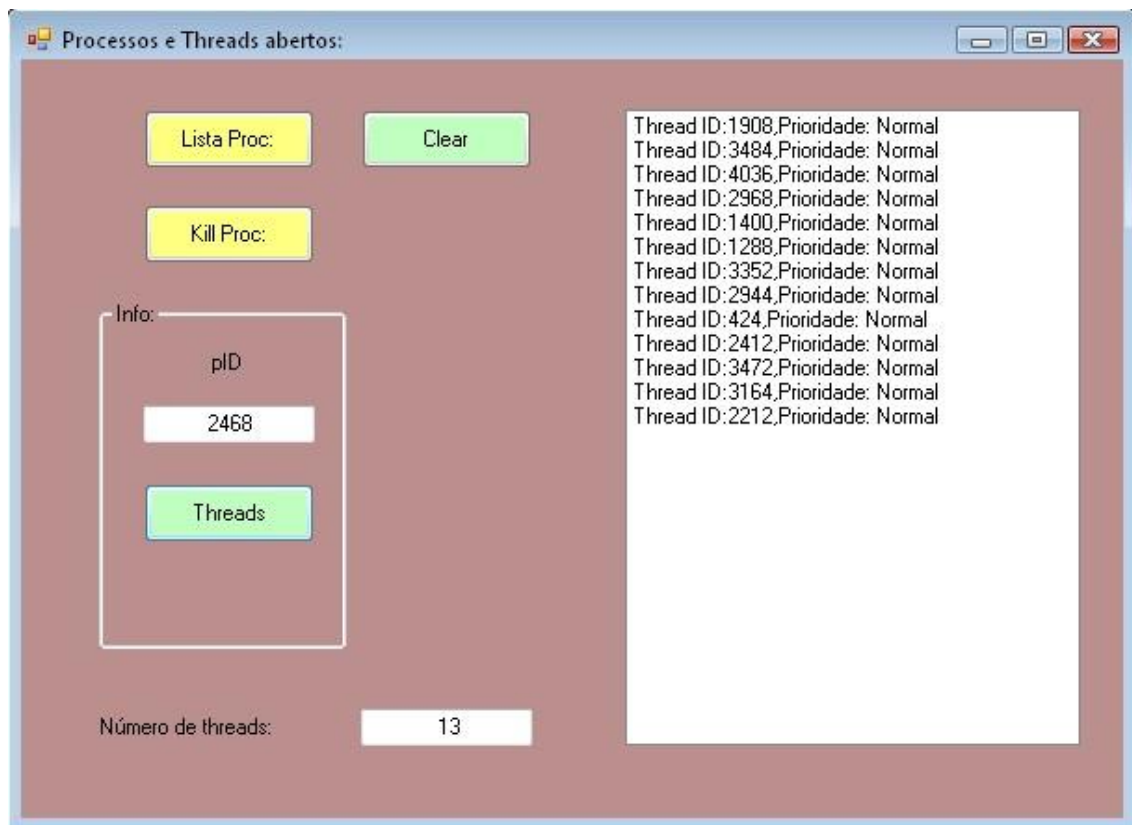 Processos e Threads abertos:
Lista Proc:
Clear
Kill Proc:
Info:
pID
2468
Threads
Número de threads:
13
Thread ID:1908,Prioridade: Normal
Thread ID:3484,Prioridade: Normal
Thread ID:4036,Prioridade: Normal
Thread ID:2968,Prioridade: Normal
Thread ID:1400,Prioridade: Normal
Thread ID:1288,Prioridade: Normal
Thread ID:3352,Prioridade: Normal
Thread ID:2944,Prioridade: Normal
Thread ID:424,Prioridade: Normal
Thread ID:2412,Prioridade: Normal
Thread ID:3472,Prioridade: Normal
Thread ID:3164,Prioridade: Normal
Thread ID:2212,Prioridade: Normal